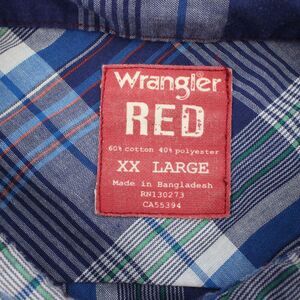 Wrangler
RED
60% cotton 40% polyester
XX LARGE
Made in Bangladesh
RN130273
CA55394